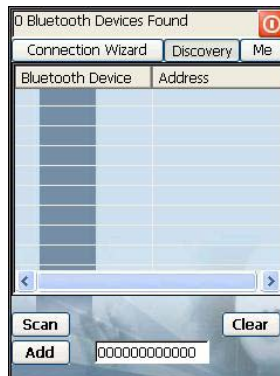 0 Bluetooth Devices Found
Connection Wizard Discovery Me
Bluetooth Device Address
Scan Clear
Add 000000000000